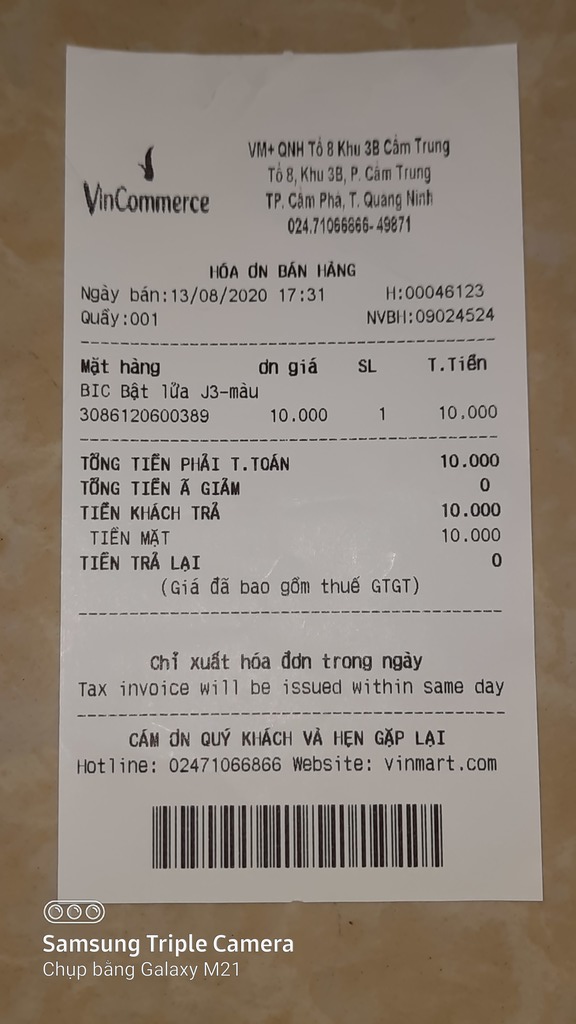 VinCommerce
VM+ QNH Tổ 8 Khu 3B Cẩm Trung
Tổ 8, Khu 3B, P. Cẩm Trung
TP. Cẩm Phả, T. Quảng Ninh
024.71066866-49871
HÓA ƠN BÁN HÀNG
Ngày bán:13/08/2020 17:31 H:00046123
Quầy:001 NVBH:09024524
Mặt hàng ơn giá SL T.Tiền
BIC Bật lửa J3-màu
3086120600389 10.000 1 10.000
TỔNG TIỀN PHẢI T.TOÁN 10.000
TỔNG TIỀN Ã GIẢM 0
TIỀN KHÁCH TRẢ 10.000
TIỀN MẶT 10.000
TIỀN TRẢ LẠI 0
(Giá đã bao gồm thuế GTGT)
Chỉ xuất hóa đơn trong ngày
Tax invoice will be issued within same day
CÁM ƠN QUÝ KHÁCH VÀ HẸN GẶP LẠI
Hotline: 02471066866 Website: vinmart.com
Samsung Triple Camera
Chụp bằng Galaxy M21